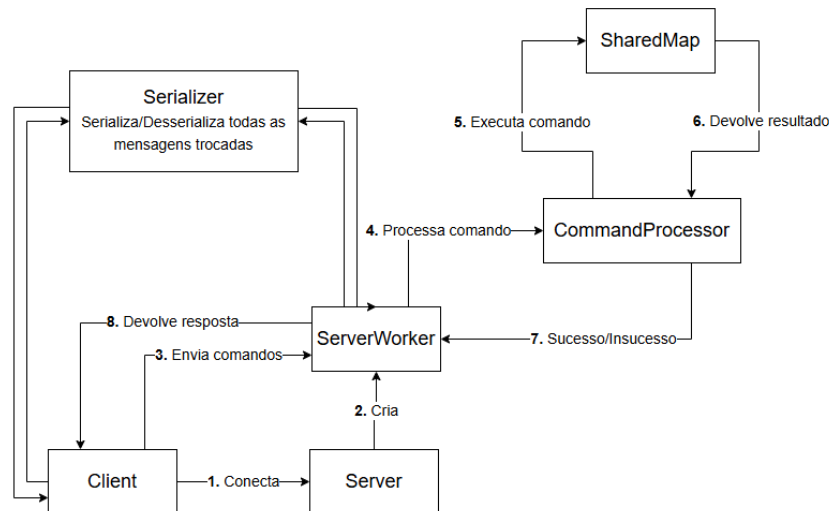 SharedMap
Serializer
Serializa/Desserializa todas as
mensagens trocadas
5. Executa comando
6. Devolve resultado
4. Processa comando
CommandProcessor
8. Devolve resposta
ServerWorker
7. Sucesso/Insucesso
3. Envia comandos
2. Cria
Client
1. Conecta
Server